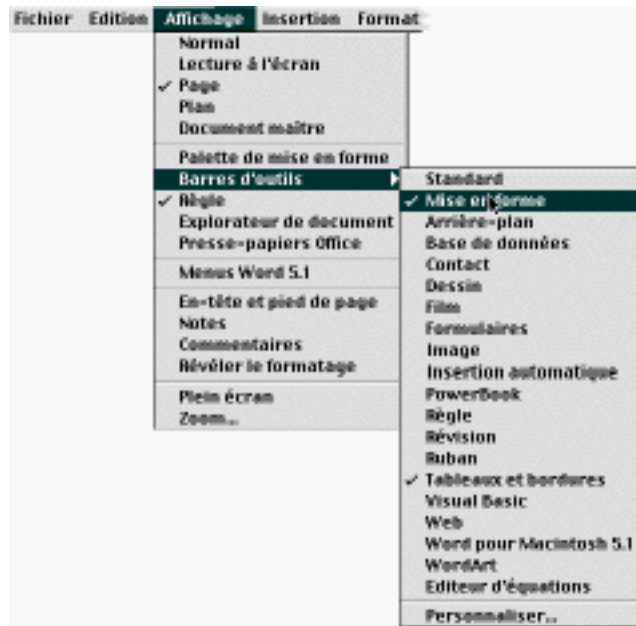 Fichier Edition Affichage Insertion Format
Normal
Lecture à l'écran
✓ Page
Plan
Document maître
Palette de mise en forme
Barres d'outils
✓ Règle
Explorateur de document
Presse-papiers Office
Menus Word 5.1
En-tête et pied de page
Notes
Commentaires
Révéler le formatage
Plein écran
Zoom...
Standard
✓ Mise en forme
Arrière-plan
Base de données
Contact
Dessin
Film
Formulaires
Image
Insertion automatique
PowerBook
Règle
Révision
Ruban
✓ Tableaux et bordures
Visual Basic
Web
Word pour Macintosh 5.1
WordArt
Editeur d'équations
Personnaliser...